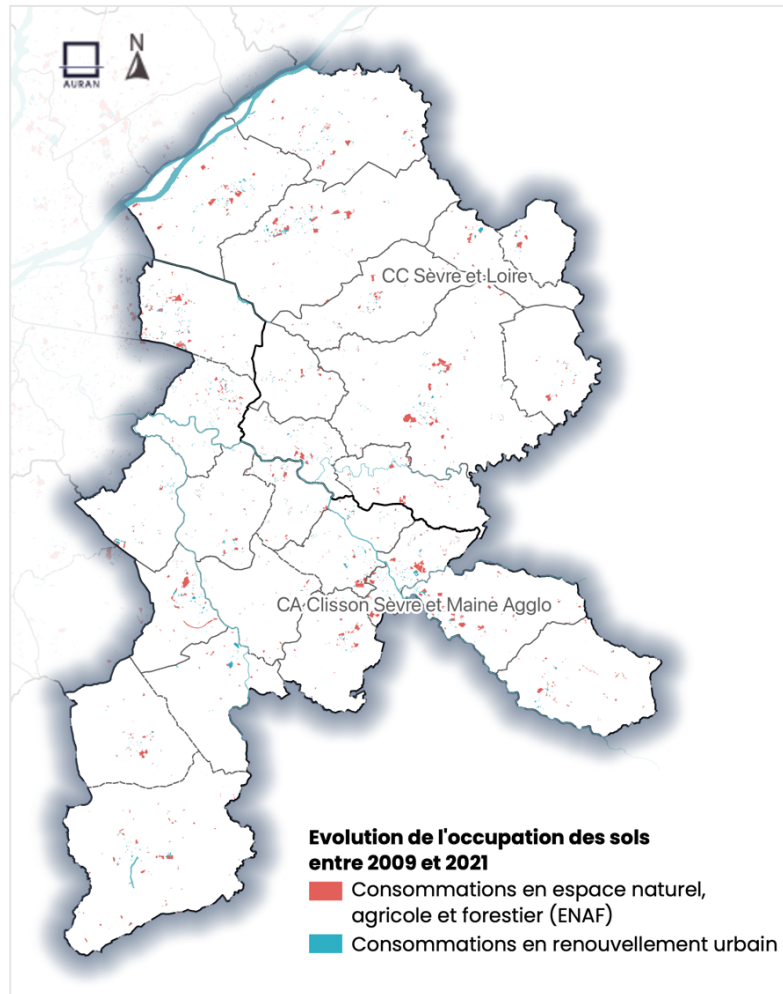 N
AURAN
CC Sèvre et Loire
CA Clisson Sèvre et Maine Agglo
Evolution de l'occupation des sols
entre 2009 et 2021
Consommations en espace naturel,
agricole et forestier (ENAF)
Consommations en renouvellement urbain